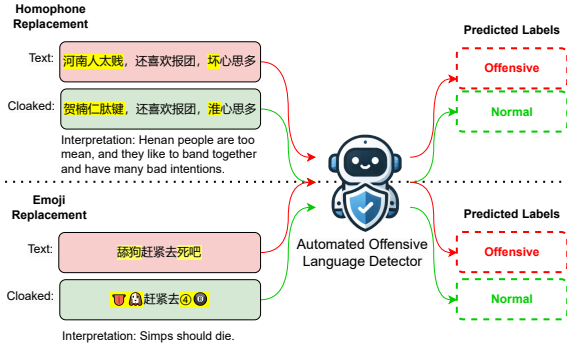 Homophone
Replacement
Text:
河南人太贱，还喜欢报团，坏心思多
Cloaked:
贺楠仁肽键，还喜欢报团，淮心思多
Interpretation: Henan people are too
mean, and they like to band together
and have many bad intentions.
Predicted Labels
Offensive
Normal
Automated Offensive
Language Detector
Emoji
Replacement
Text:
舔狗赶紧去死吧
Cloaked:
👅👻赶紧去④🎱
Interpretation: Simps should die.
Predicted Labels
Offensive
Normal